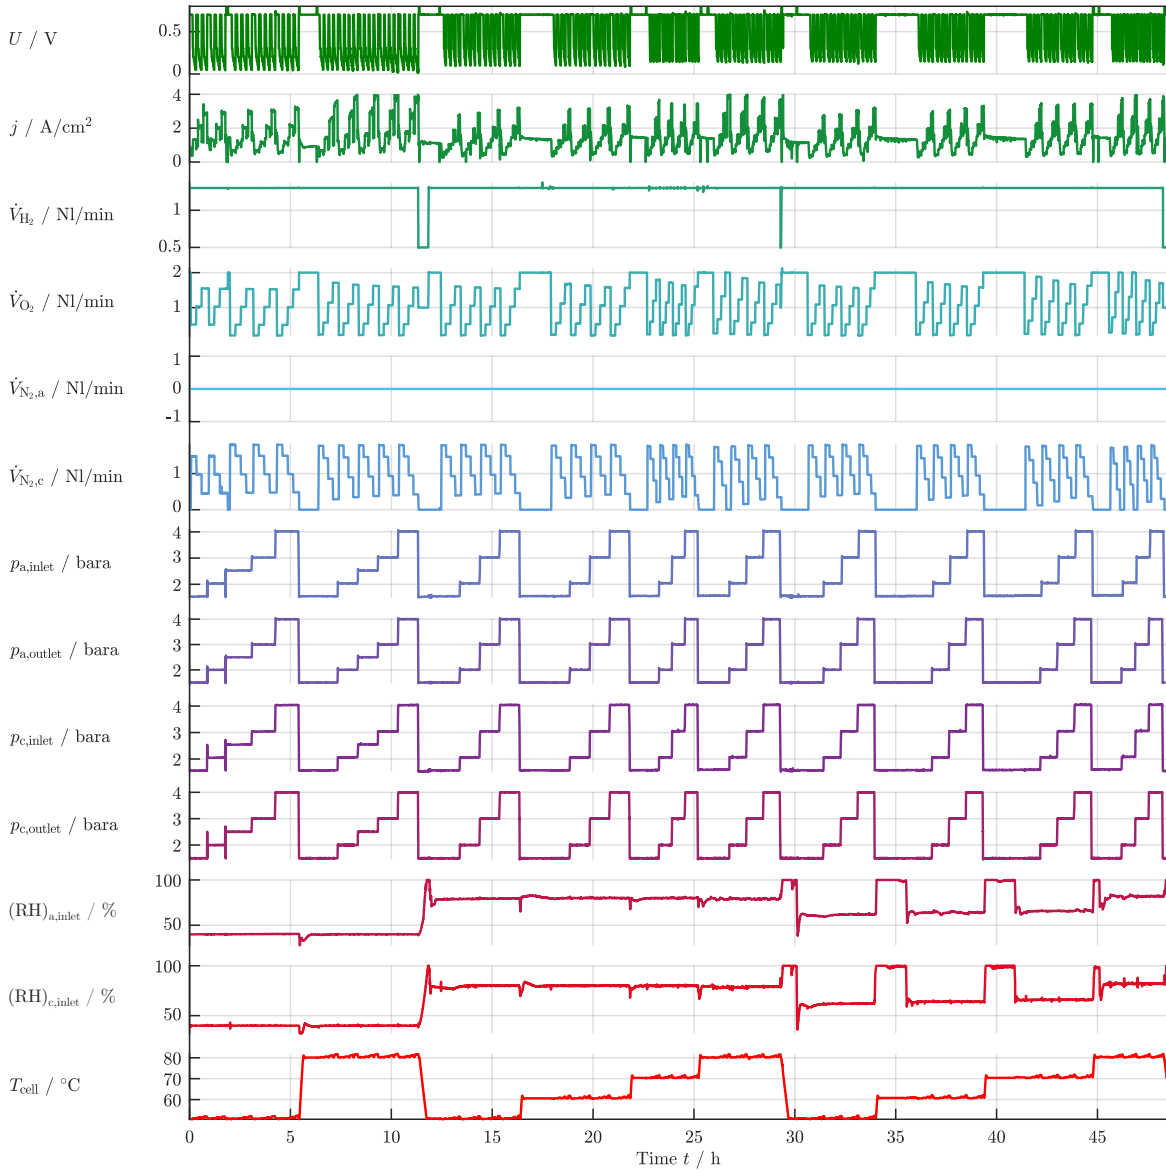 U / V
0.5
0
j / A/cm²
4
2
0
V̇H₂ / Nl/min
1
0.5
V̇O₂ / Nl/min
2
1
V̇N₂,a / Nl/min
1
0
-1
V̇N₂,c / Nl/min
1
0
pa,inlet / bara
4
3
2
pa,outlet / bara
4
3
2
pc,inlet / bara
4
3
2
pc,outlet / bara
4
3
2
(RH)a,inlet / %
100
50
(RH)c,inlet / %
100
50
Tcell / °C
80
70
60
0 5 10 15 20 25 30 35 40 45
Time t / h